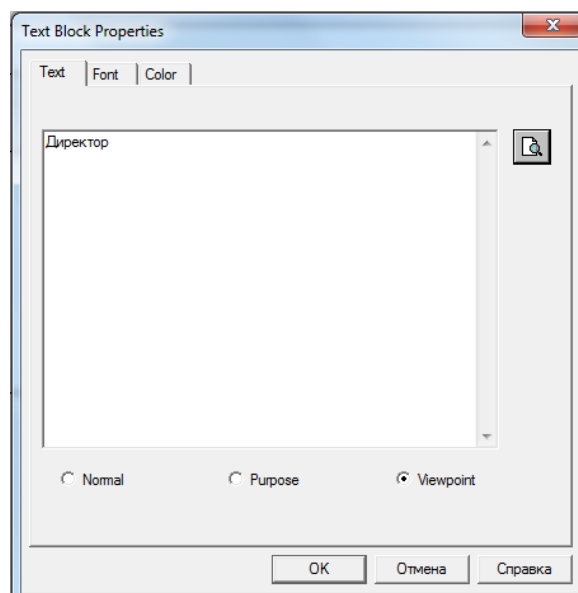 Text Block Properties
Text Font Color
Директор
Normal Purpose Viewpoint
OK Отмена Справка